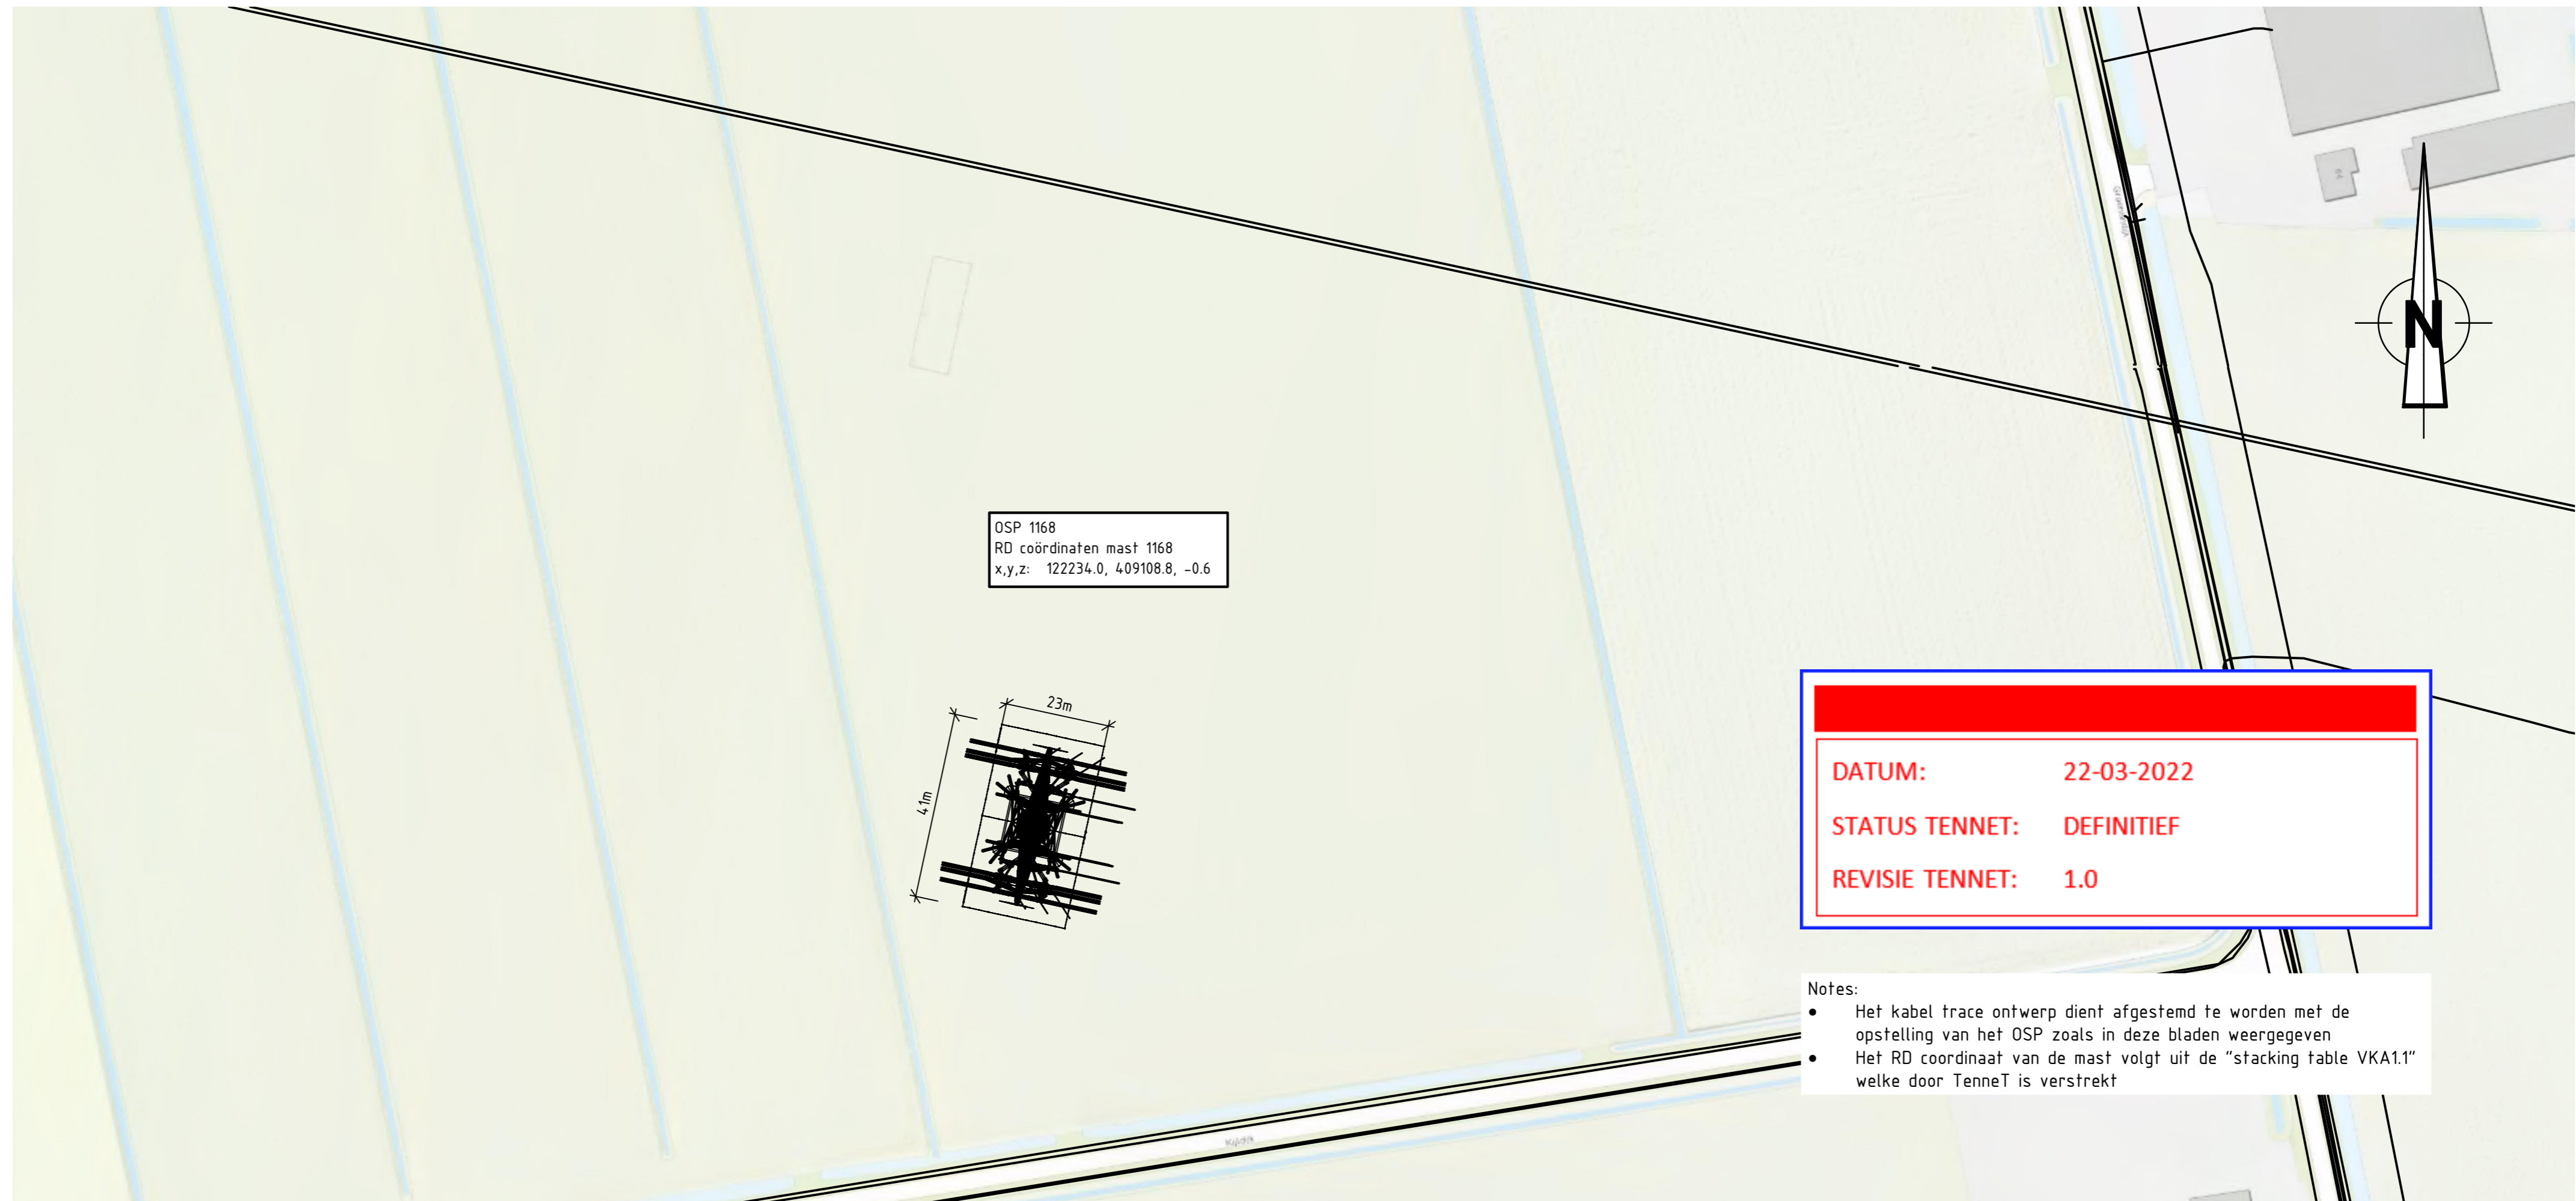 64
N
OSP 1168
RD coördinaten mast 1168
x,y,z: 122234.0, 409108.8, -0.6
23m
41m
DATUM: 22-03-2022
STATUS TENNET: DEFINITIEF
REVISIE TENNET: 1.0
Notes:
• Het kabel trace ontwerp dient afgestemd te worden met de
opstelling van het OSP zoals in deze bladen weergegeven
• Het RD coordinaat van de mast volgt uit de "stacking table VKA1.1"
welke door TenneT is verstrekt